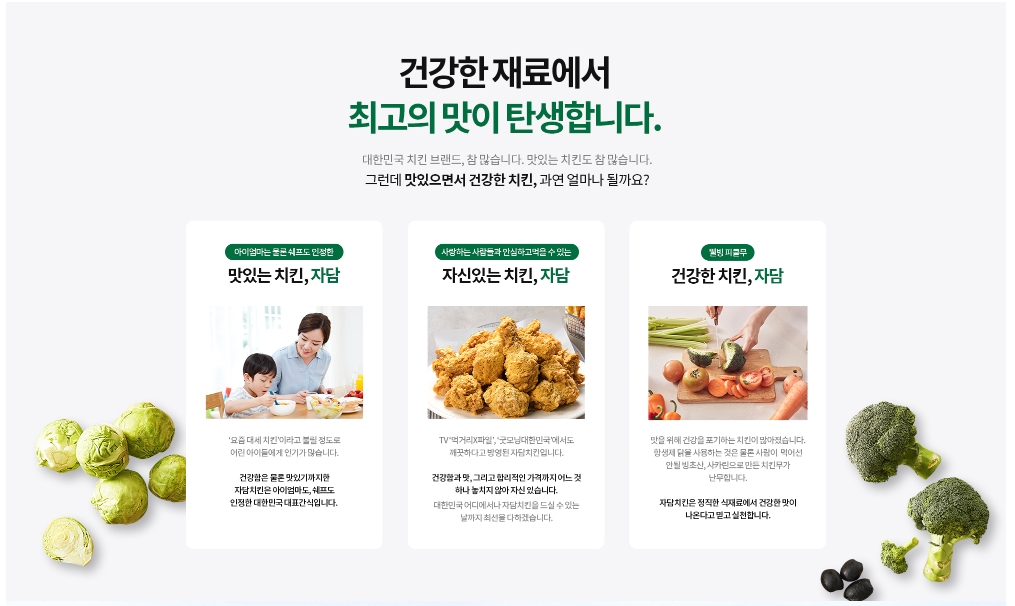 건강한 재료에서
최고의 맛이 탄생합니다.
대한민국 치킨 브랜드, 참 많습니다. 맛있는 치킨도 참 많습니다.
그런데 맛있으면서 건강한 치킨, 과연 얼마나 될까요?
아이엄마는 물론 쉐프도 인정한
맛있는 치킨, 자담
'요즘 대세 치킨'이라고 불릴 정도로
어린 아이들에게 인기가 많습니다.
건강함은 물론 맛있기까지한
자담치킨은 아이엄마도, 쉐프도
인정한 대한민국 대표간식입니다.
사랑하는 사람들과 안심하고먹을 수 있는
자신있는 치킨, 자담
TV '먹거리X파일', '굿모닝대한민국'에서도
깨끗하다고 방영된 자담치킨입니다.
건강함과 맛, 그리고 합리적인 가격까지 어느 것
하나 놓치지 않아 자신 있습니다.
대한민국 어디에서나 자담치킨을 드실 수 있는
날까지 최선을 다하겠습니다.
웰빙 피클무
건강한 치킨, 자담
맛을 위해 건강을 포기하는 치킨이 많아졌습니다.
항생제 닭을 사용하는 것은 물론 사람이 먹어선
안될 빙초산, 사카린으로 만든 치킨무가
난무합니다.
자담치킨은 정직한 식재료에서 건강한 맛이
나온다고 믿고 실천합니다.